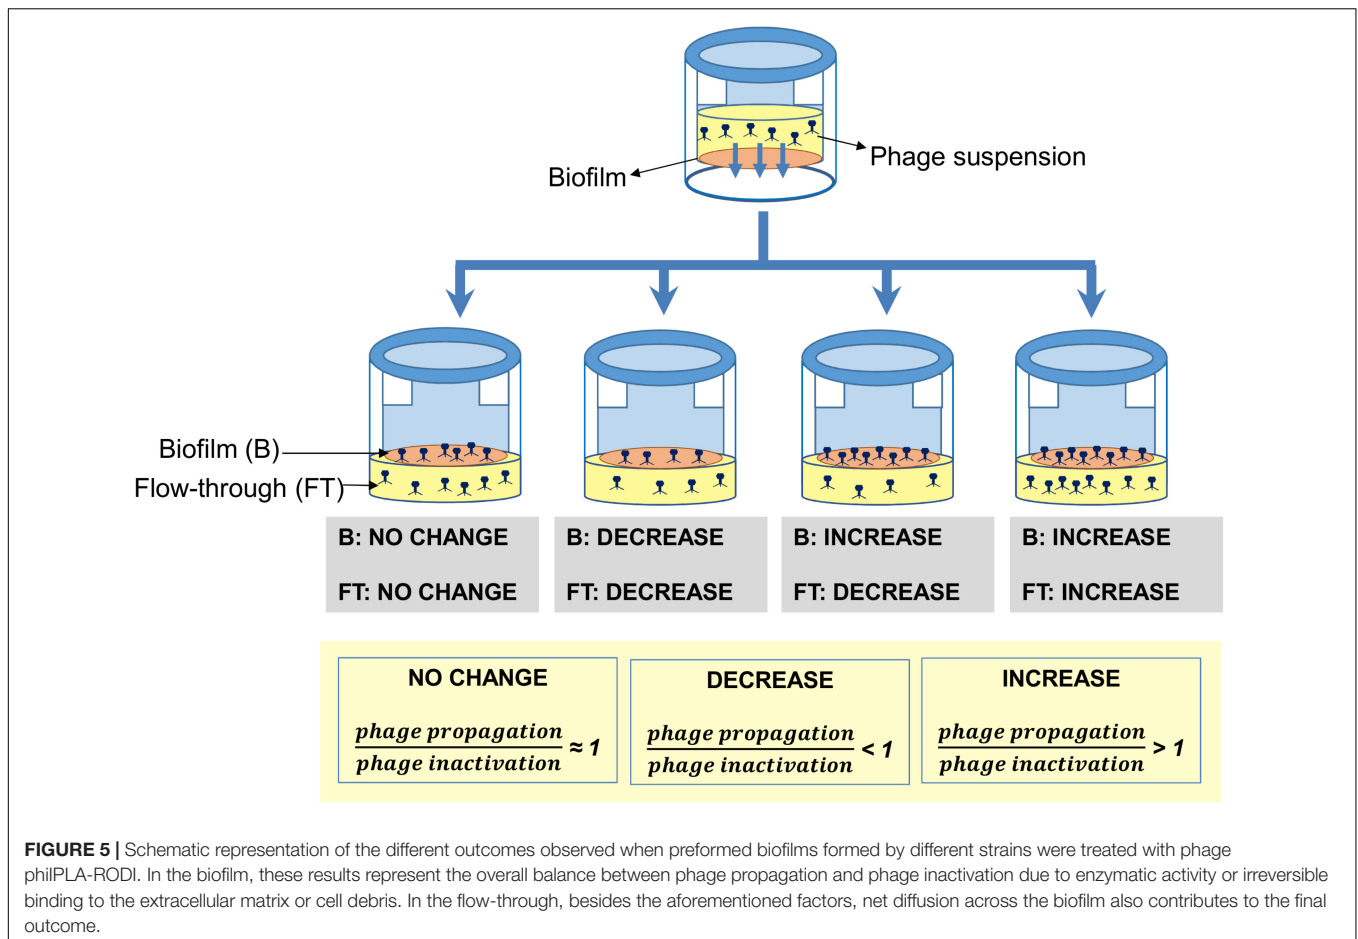 Phage suspension
Biofilm
Biofilm (B)
Flow-through (FT)
B: NO CHANGE
FT: NO CHANGE
B: DECREASE
FT: DECREASE
B: INCREASE
FT: DECREASE
B: INCREASE
FT: INCREASE
NO CHANGE
phage propagation
phage inactivation ≈ 1
DECREASE
phage propagation
phage inactivation < 1
INCREASE
phage propagation
phage inactivation > 1
FIGURE 5 | Schematic representation of the different outcomes observed when preformed biofilms formed by different strains were treated with phage
phiIPLA-RODI. In the biofilm, these results represent the overall balance between phage propagation and phage inactivation due to enzymatic activity or irreversible
binding to the extracellular matrix or cell debris. In the flow-through, besides the aforementioned factors, net diffusion across the biofilm also contributes to the final
outcome.